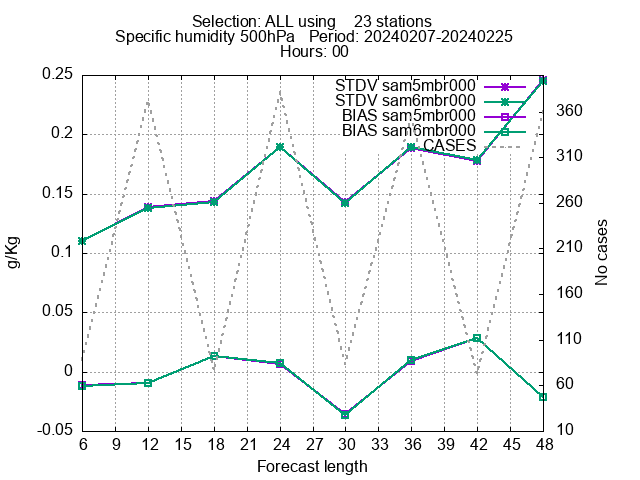 Selection: ALL using 23 stations
Specific humidity 500hPa Period: 20240207-20240225
Hours: 00
STDV sam5mbr000
STDV sam6mbr000
BIAS sam5mbr000
BIAS sam6mbr000
CASES
0.25
0.2
0.15
0.1
0.05
0
-0.05
g/Kg
360
310
260
210
160
110
60
10
No cases
6 9 12 15 18 21 24 27 30 33 36 39 42 45 48
Forecast length